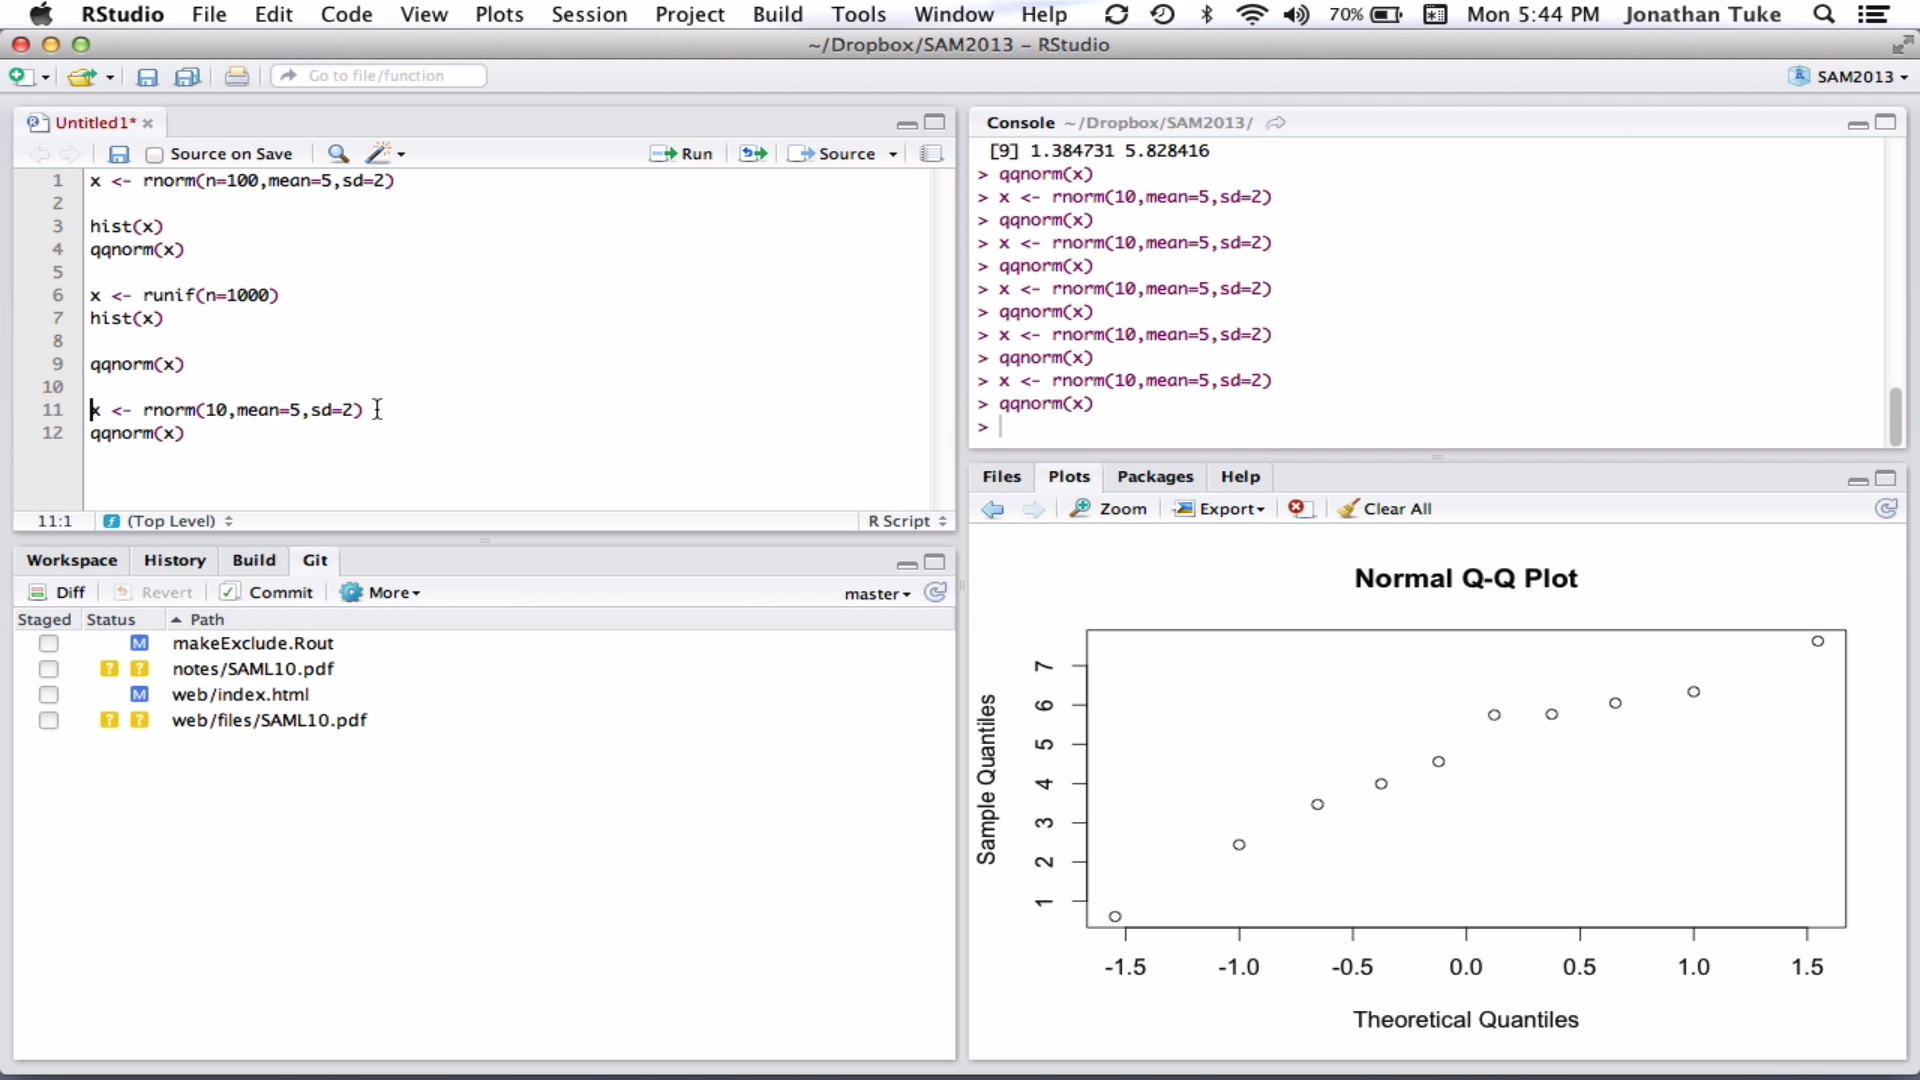 RStudio File Edit Code View Plots Session Project Build Tools Window Help 70% Mon 5:44 PM Jonathan Tuke
~/Dropbox/SAM2013 – RStudio
Go to file/function
SAM2013
Untitled1*
Source on Save
Run
Source
1 x <- rnorm(n=100,mean=5,sd=2)
2
3 hist(x)
4 qqnorm(x)
5
6 x <- runif(n=1000)
7 hist(x)
8
9 qqnorm(x)
10
11 x <- rnorm(10,mean=5,sd=2)
12 qqnorm(x)
11:1 (Top Level) R Script
Workspace History Build Git
Diff Revert Commit More master
Staged Status Path
M makeExclude.Rout
? ? notes/SAML10.pdf
M web/index.html
? ? web/files/SAML10.pdf
Console ~/Dropbox/SAM2013/
[9] 1.384731 5.828416
> qqnorm(x)
> x <- rnorm(10,mean=5,sd=2)
> qqnorm(x)
> x <- rnorm(10,mean=5,sd=2)
> qqnorm(x)
> x <- rnorm(10,mean=5,sd=2)
> qqnorm(x)
> x <- rnorm(10,mean=5,sd=2)
> qqnorm(x)
> x <- rnorm(10,mean=5,sd=2)
> qqnorm(x)
>
Files Plots Packages Help
Zoom Export Clear All
Normal Q-Q Plot
Sample Quantiles
7
6
5
4
3
2
1
-1.5 -1.0 -0.5 0.0 0.5 1.0 1.5
Theoretical Quantiles